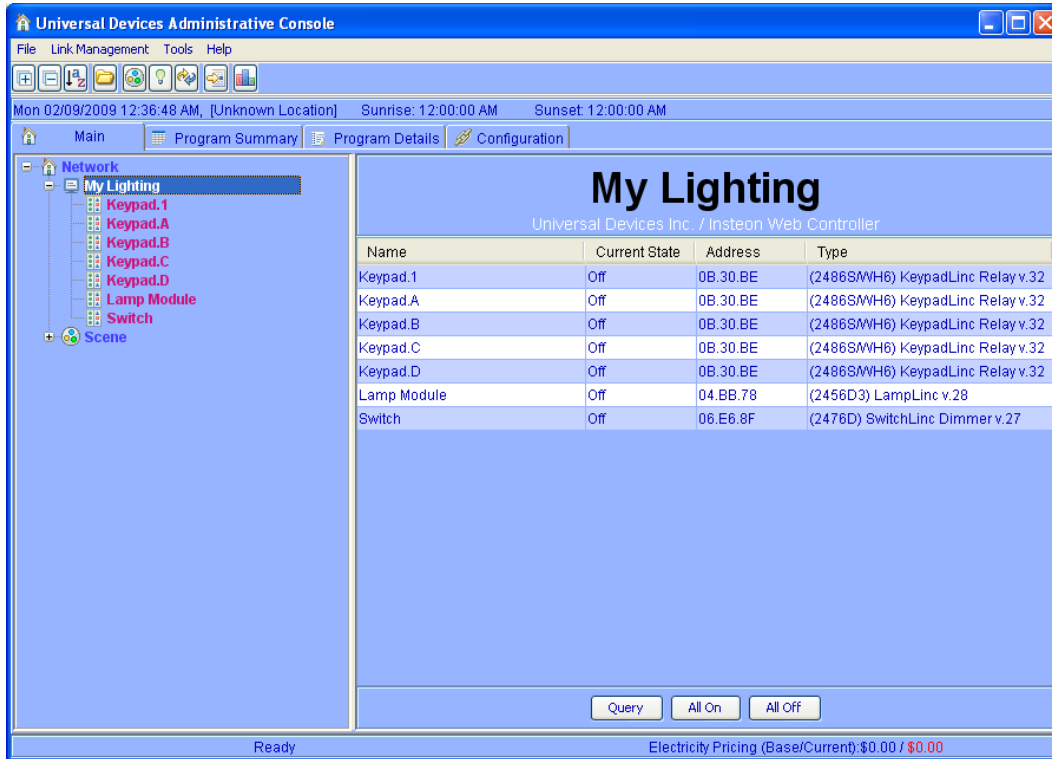 Universal Devices Administrative Console
File Link Management Tools Help
Mon 02/09/2009 12:36:48 AM, [Unknown Location] Sunrise: 12:00:00 AM Sunset: 12:00:00 AM
Main Program Summary Program Details Configuration
Network
My Lighting
Keypad.1
Keypad.A
Keypad.B
Keypad.C
Keypad.D
Lamp Module
Switch
Scene
My Lighting
Universal Devices Inc. / Insteon Web Controller
Name Current State Address Type
Keypad.1 Off 0B.30.BE (2486S/WH6) KeypadLinc Relay v.32
Keypad.A Off 0B.30.BE (2486S/WH6) KeypadLinc Relay v.32
Keypad.B Off 0B.30.BE (2486S/WH6) KeypadLinc Relay v.32
Keypad.C Off 0B.30.BE (2486S/WH6) KeypadLinc Relay v.32
Keypad.D Off 0B.30.BE (2486S/WH6) KeypadLinc Relay v.32
Lamp Module Off 04.BB.78 (2456D3) LampLinc v.28
Switch Off 06.E6.8F (2476D) SwitchLinc Dimmer v.27
Query All On All Off
Ready Electricity Pricing (Base/Current):$0.00 / $0.00